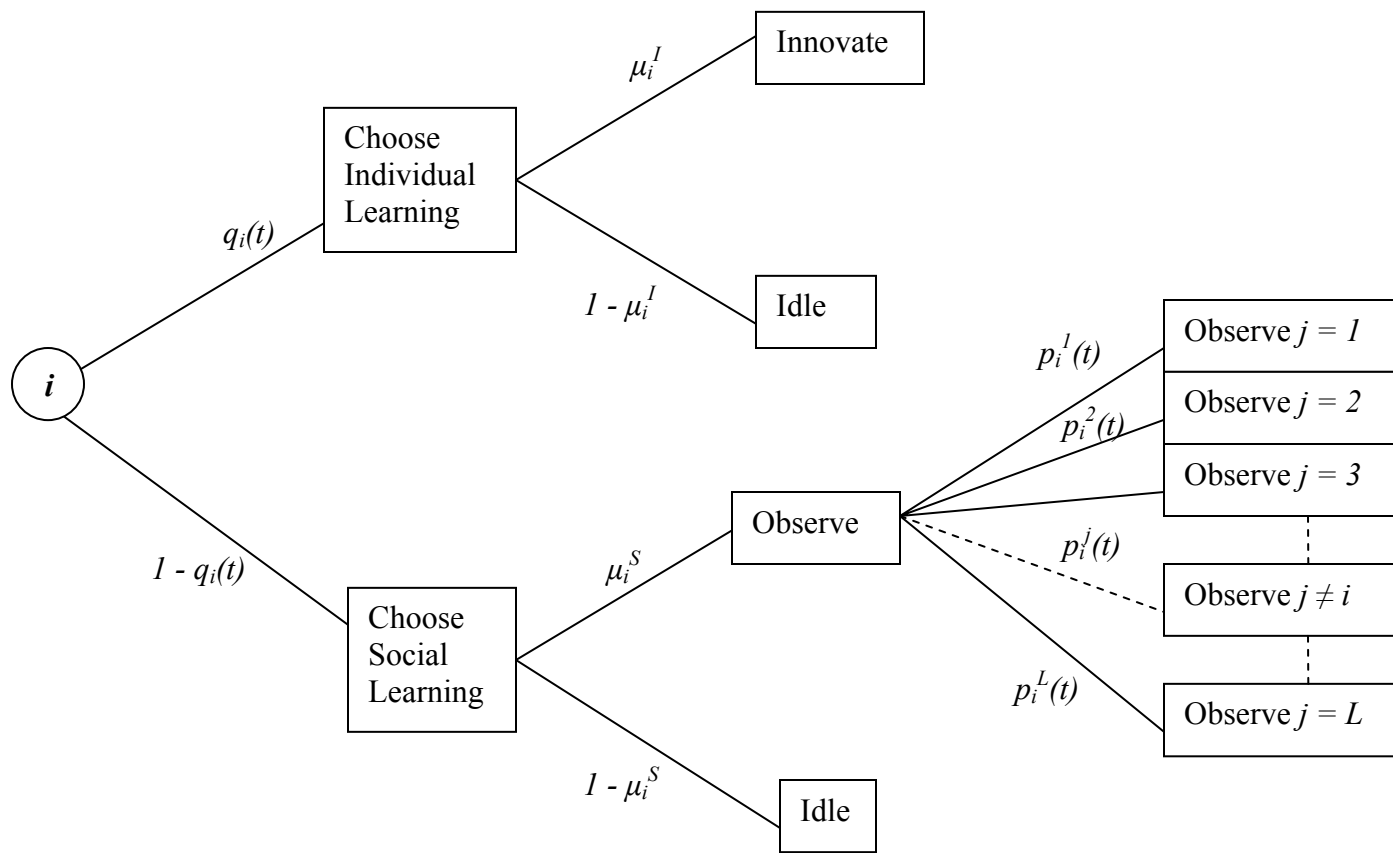 Innovate
μ_i^I
Choose
Individual
Learning
q_i(t)
1 - μ_i^I
Idle
Observe j = 1
p_i^1(t)
i
Observe j = 2
p_i^2(t)
Observe j = 3
Observe
p_i^j(t)
1 - q_i(t)
μ_i^S
Observe j ≠ i
Choose
Social
Learning
p_i^L(t)
Observe j = L
1 - μ_i^S
Idle